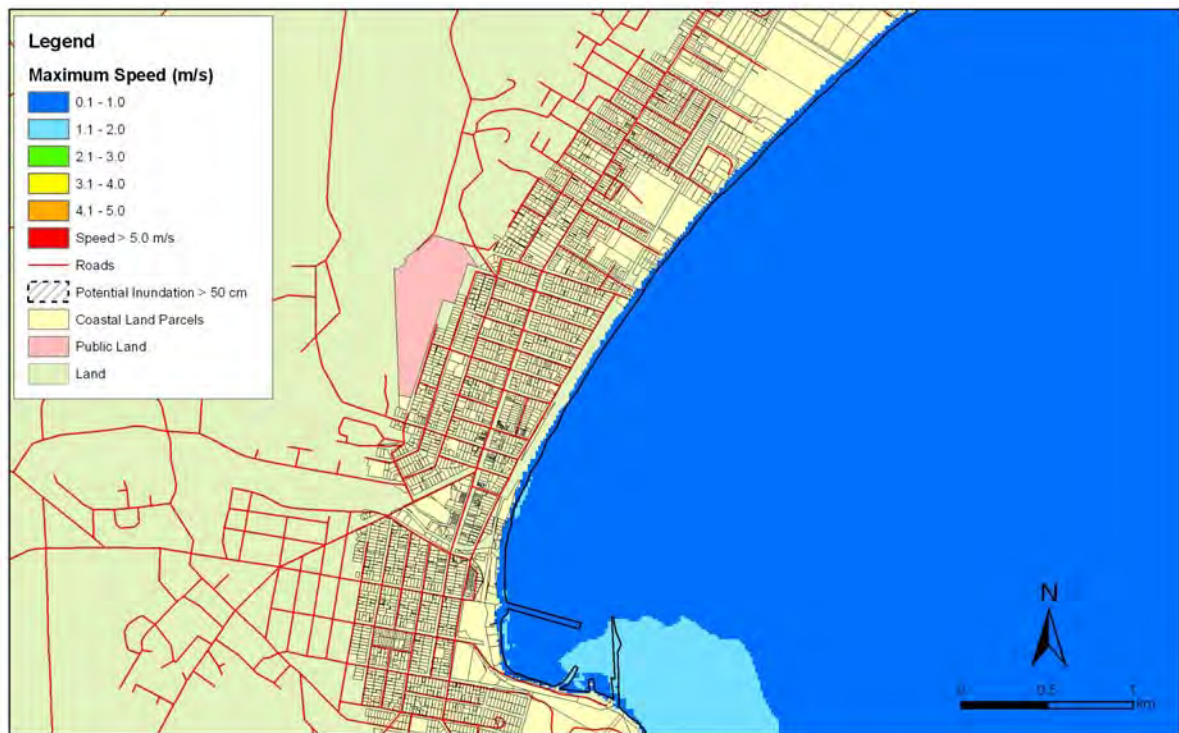 Legend
Maximum Speed (m/s)
0.1 - 1.0
1.1 - 2.0
2.1 - 3.0
3.1 - 4.0
4.1 - 5.0
Speed > 5.0 m/s
Roads
Potential Inundation > 50 cm
Coastal Land Parcels
Public Land
Land
N
0 0.5 1
km